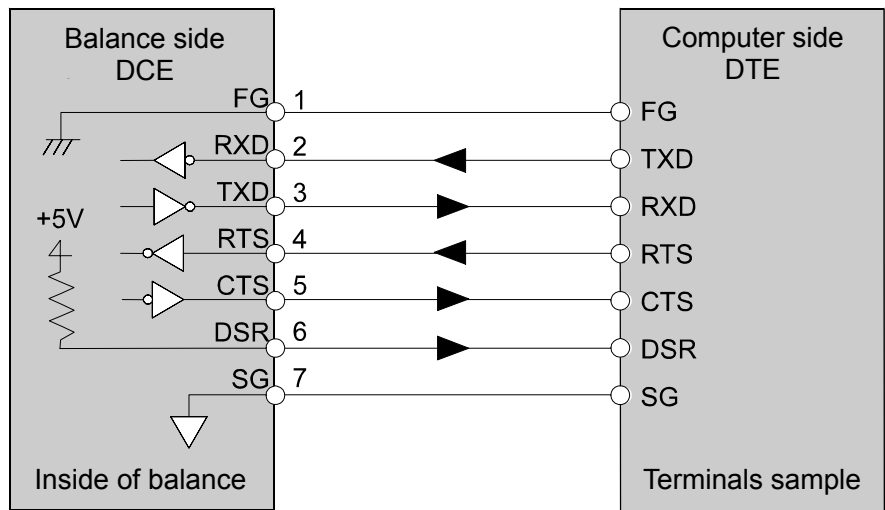 Balance side
DCE
Computer side
DTE
FG 1 FG
RXD 2 TXD
TXD 3 RXD
+5V
RTS 4 RTS
CTS 5 CTS
DSR 6 DSR
SG 7 SG
Inside of balance
Terminals sample